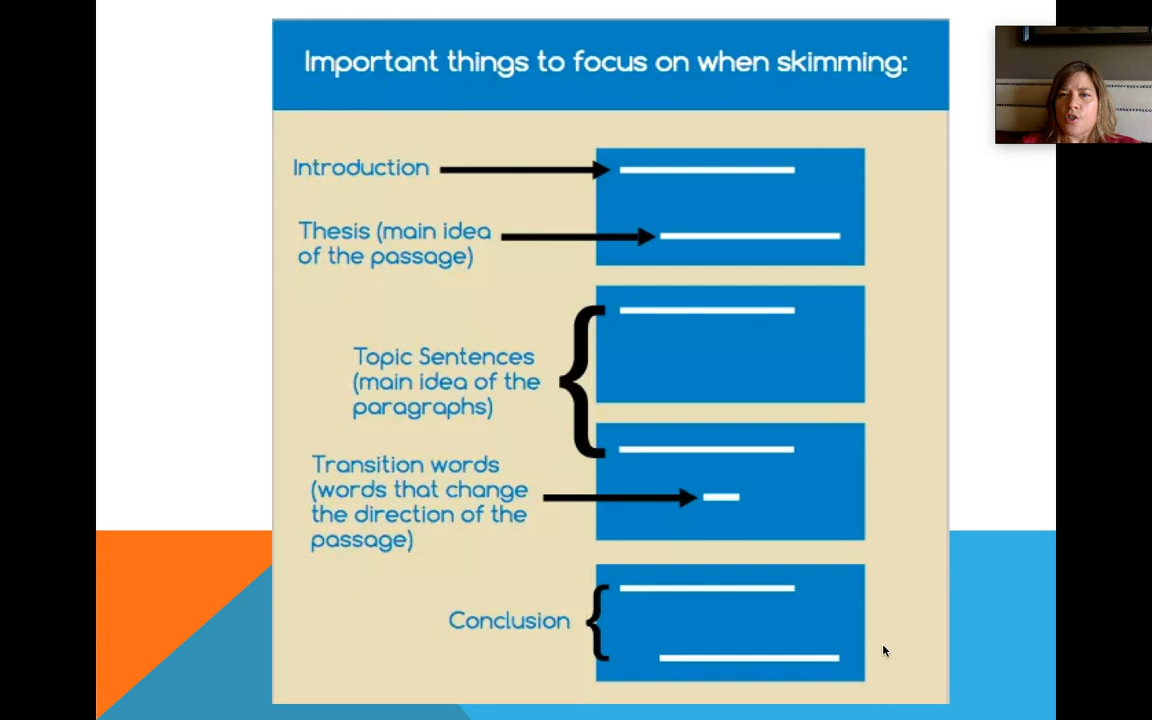 Important things to focus on when skimming:
Introduction
Thesis (main idea
of the passage)
Topic Sentences
(main idea of the
paragraphs)
Transition words
(words that change
the direction of the
passage)
Conclusion